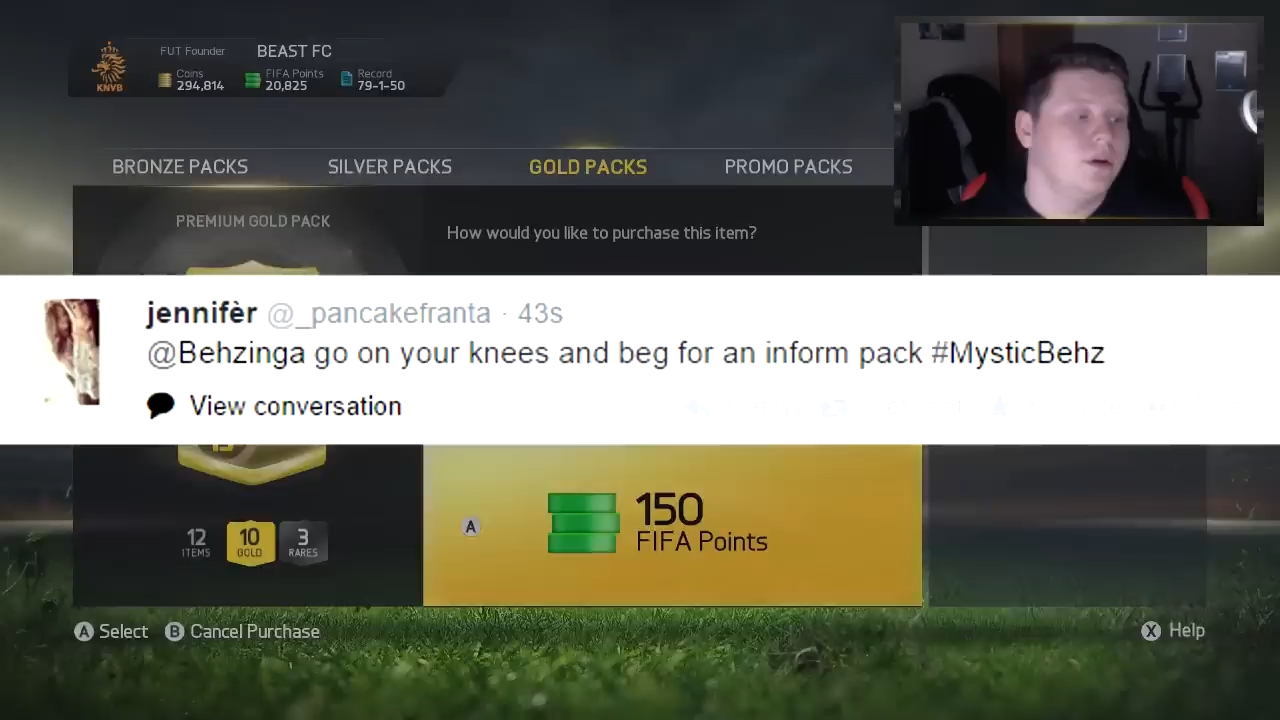 FUT Founder BEAST FC
Coins 294,814
FIFA Points 20,825
Record 79-1-50
KNVB
BRONZE PACKS SILVER PACKS GOLD PACKS PROMO PACKS
PREMIUM GOLD PACK
How would you like to purchase this item?
jennifèr @_pancakefranta · 43s
@Behzinga go on your knees and beg for an inform pack #MysticBehz
View conversation
15
12 ITEMS
10 GOLD
3 RARES
A
150
FIFA Points
A Select B Cancel Purchase
X Help